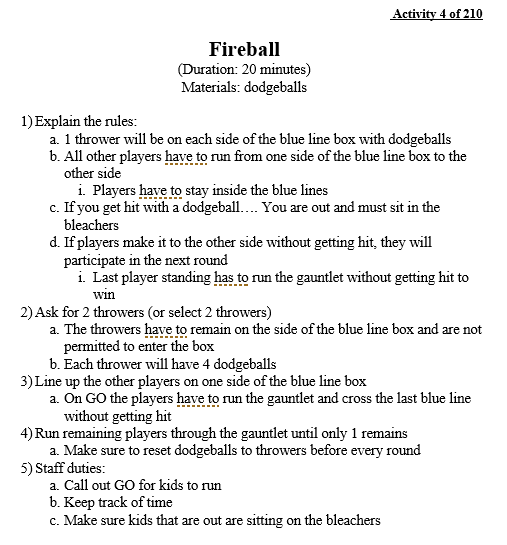 Activity 4 of 210
Fireball
(Duration: 20 minutes)
Materials: dodgeballs
1) Explain the rules:
a. 1 thrower will be on each side of the blue line box with dodgeballs
b. All other players have to run from one side of the blue line box to the
other side
i. Players have to stay inside the blue lines
c. If you get hit with a dodgeball…. You are out and must sit in the
bleachers
d. If players make it to the other side without getting hit, they will
participate in the next round
i. Last player standing has to run the gauntlet without getting hit to
win
2) Ask for 2 throwers (or select 2 throwers)
a. The throwers have to remain on the side of the blue line box and are not
permitted to enter the box
b. Each thrower will have 4 dodgeballs
3) Line up the other players on one side of the blue line box
a. On GO the players have to run the gauntlet and cross the last blue line
without getting hit
4) Run remaining players through the gauntlet until only 1 remains
a. Make sure to reset dodgeballs to throwers before every round
5) Staff duties:
a. Call out GO for kids to run
b. Keep track of time
c. Make sure kids that are out are sitting on the bleachers